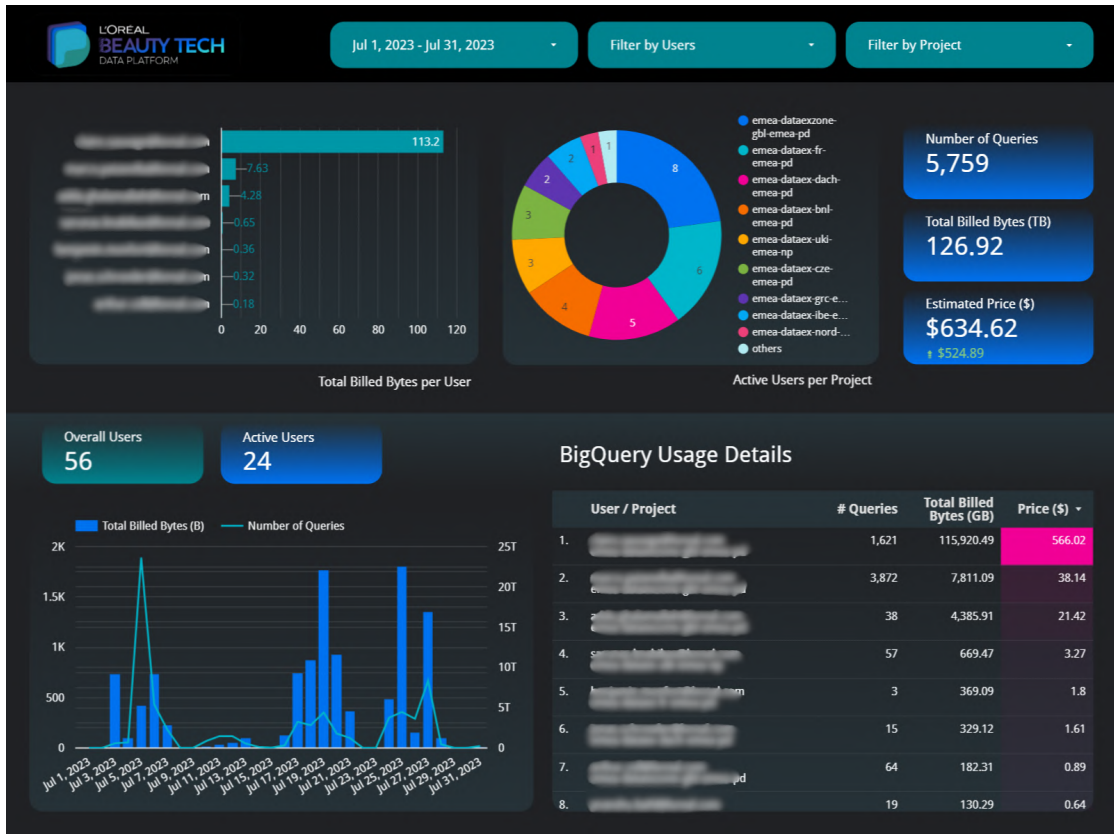 L'ORÉAL
BEAUTY TECH
DATA PLATFORM
Jul 1, 2023 - Jul 31, 2023
Filter by Users
Filter by Project
113.2
7.63
4.28
0.65
0.36
0.32
0.18
0 20 40 60 80 100 120
Total Billed Bytes per User
8
6
5
4
3
3
2
2
1
1
emea-dataexzone-
gbl-emea-pd
emea-dataex-fr-
emea-pd
emea-dataex-dach-
emea-pd
emea-dataex-bnl-
emea-pd
emea-dataex-uki-
emea-np
emea-dataex-cze-
emea-pd
emea-dataex-grc-e...
emea-dataex-ibe-e...
emea-dataex-nord-...
others
Active Users per Project
Number of Queries
5,759
Total Billed Bytes (TB)
126.92
Estimated Price ($)
$634.62
$524.89
Overall Users
56
Active Users
24
Total Billed Bytes (B) Number of Queries
2K
1.5K
1K
500
0
25T
20T
15T
10T
5T
0
Jul 1, 2023 Jul 3, 2023 Jul 5, 2023 Jul 7, 2023 Jul 9, 2023 Jul 11, 2023 Jul 13, 2023 Jul 15, 2023 Jul 17, 2023 Jul 19, 2023 Jul 21, 2023 Jul 23, 2023 Jul 25, 2023 Jul 27, 2023 Jul 29, 2023 Jul 31, 2023
BigQuery Usage Details
User / Project # Queries Total Billed Bytes (GB) Price ($)
1. 1,621 115,920.49 566.02
2. 3,872 7,811.09 38.14
3. 38 4,385.91 21.42
4. 57 669.47 3.27
5. 3 369.09 1.8
6. 15 329.12 1.61
7. 64 182.31 0.89
8. 19 130.29 0.64